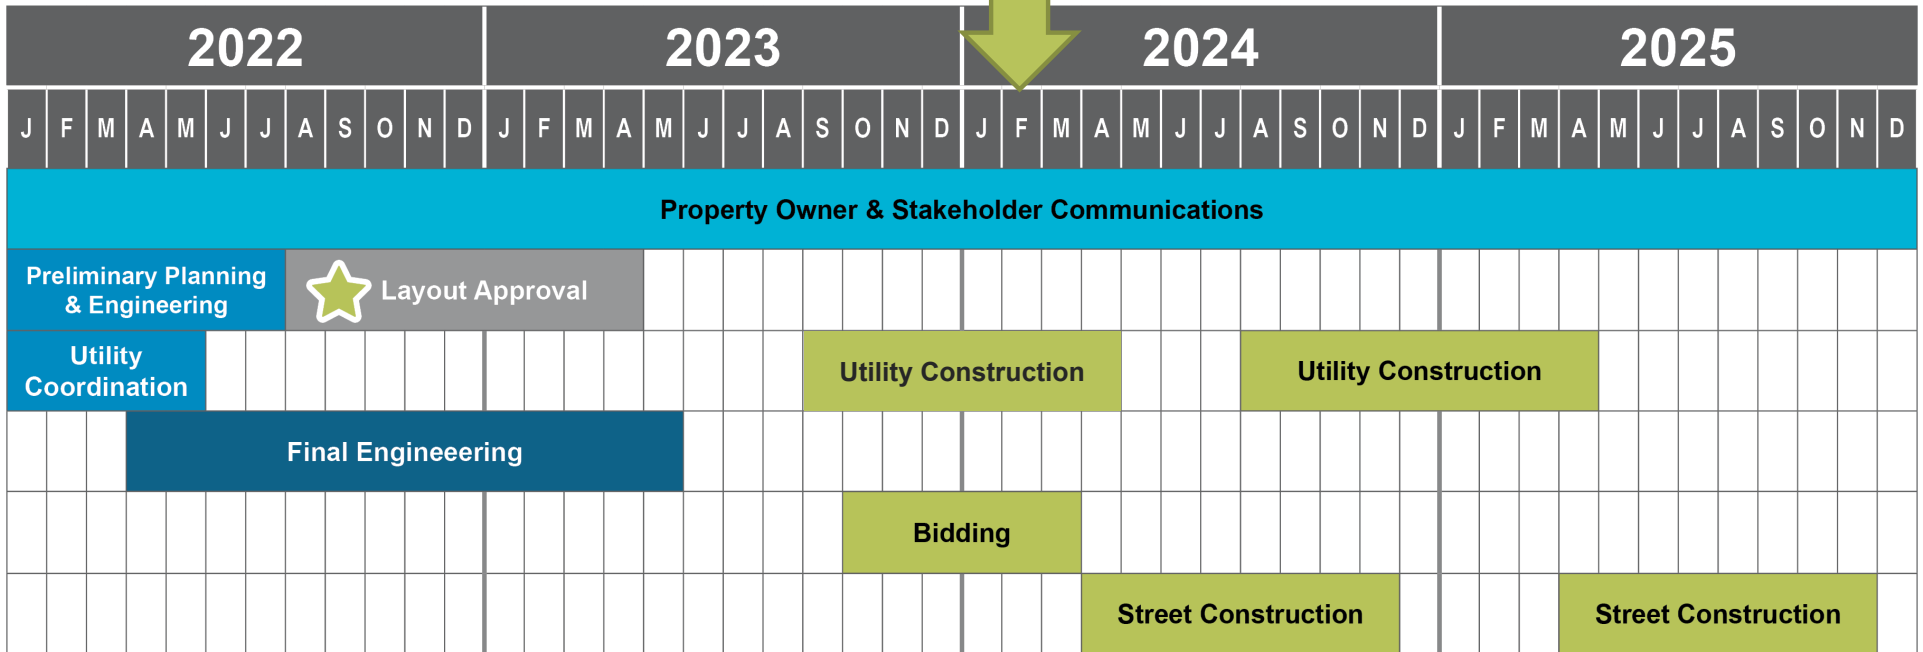 2022 2023 2024 2025
J F M A M J J A S O N D J F M A M J J A S O N D J F M A M J J A S O N D J F M A M J J A S O N D
Property Owner & Stakeholder Communications
Preliminary Planning
& Engineering
Layout Approval
Utility
Coordination
Utility Construction
Utility Construction
Final Engineeering
Bidding
Street Construction
Street Construction